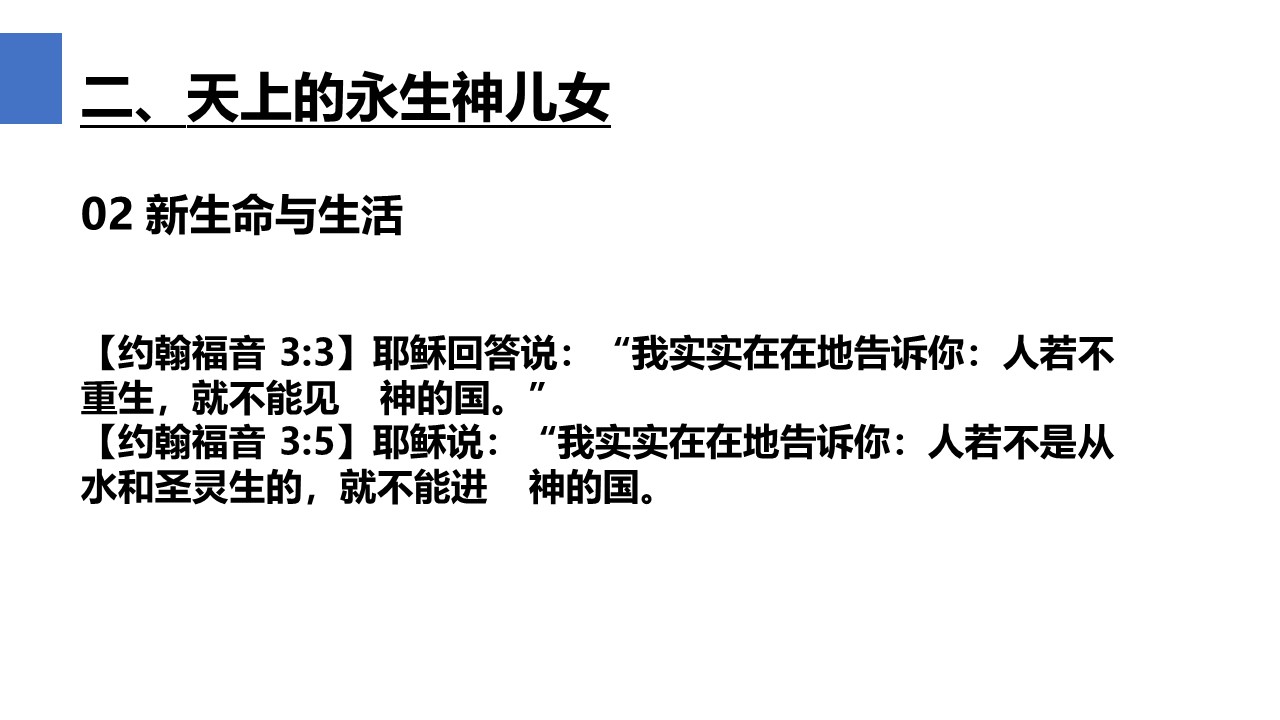 二、天上的永生神儿女
02 新生命与生活
【约翰福音 3:3】耶稣回答说：“我实实在在地告诉你：人若不
重生，就不能见　神的国。”
【约翰福音 3:5】耶稣说：“我实实在在地告诉你：人若不是从
水和圣灵生的，就不能进　神的国。